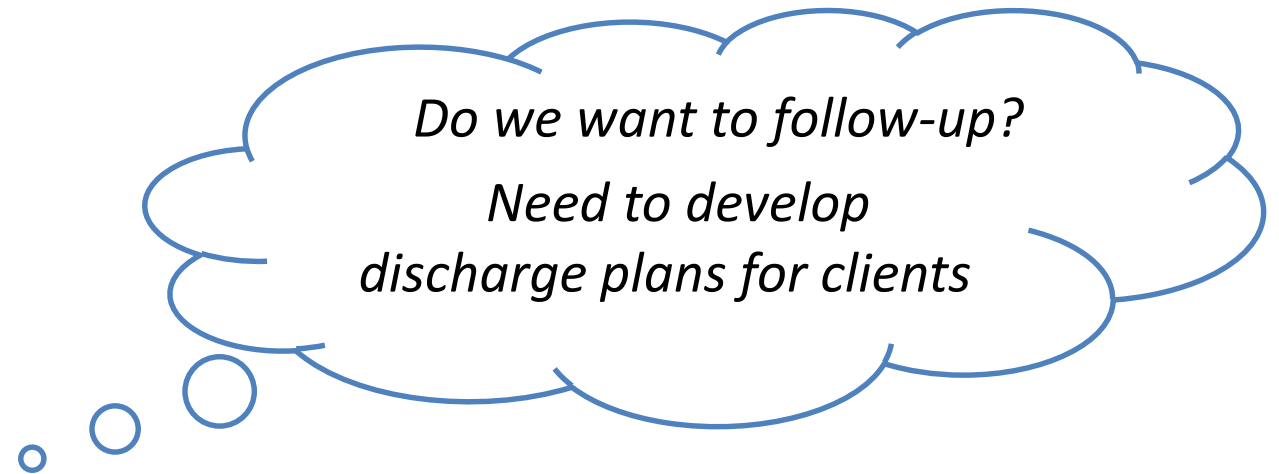 Do we want to follow-up?
Need to develop
discharge plans for clients